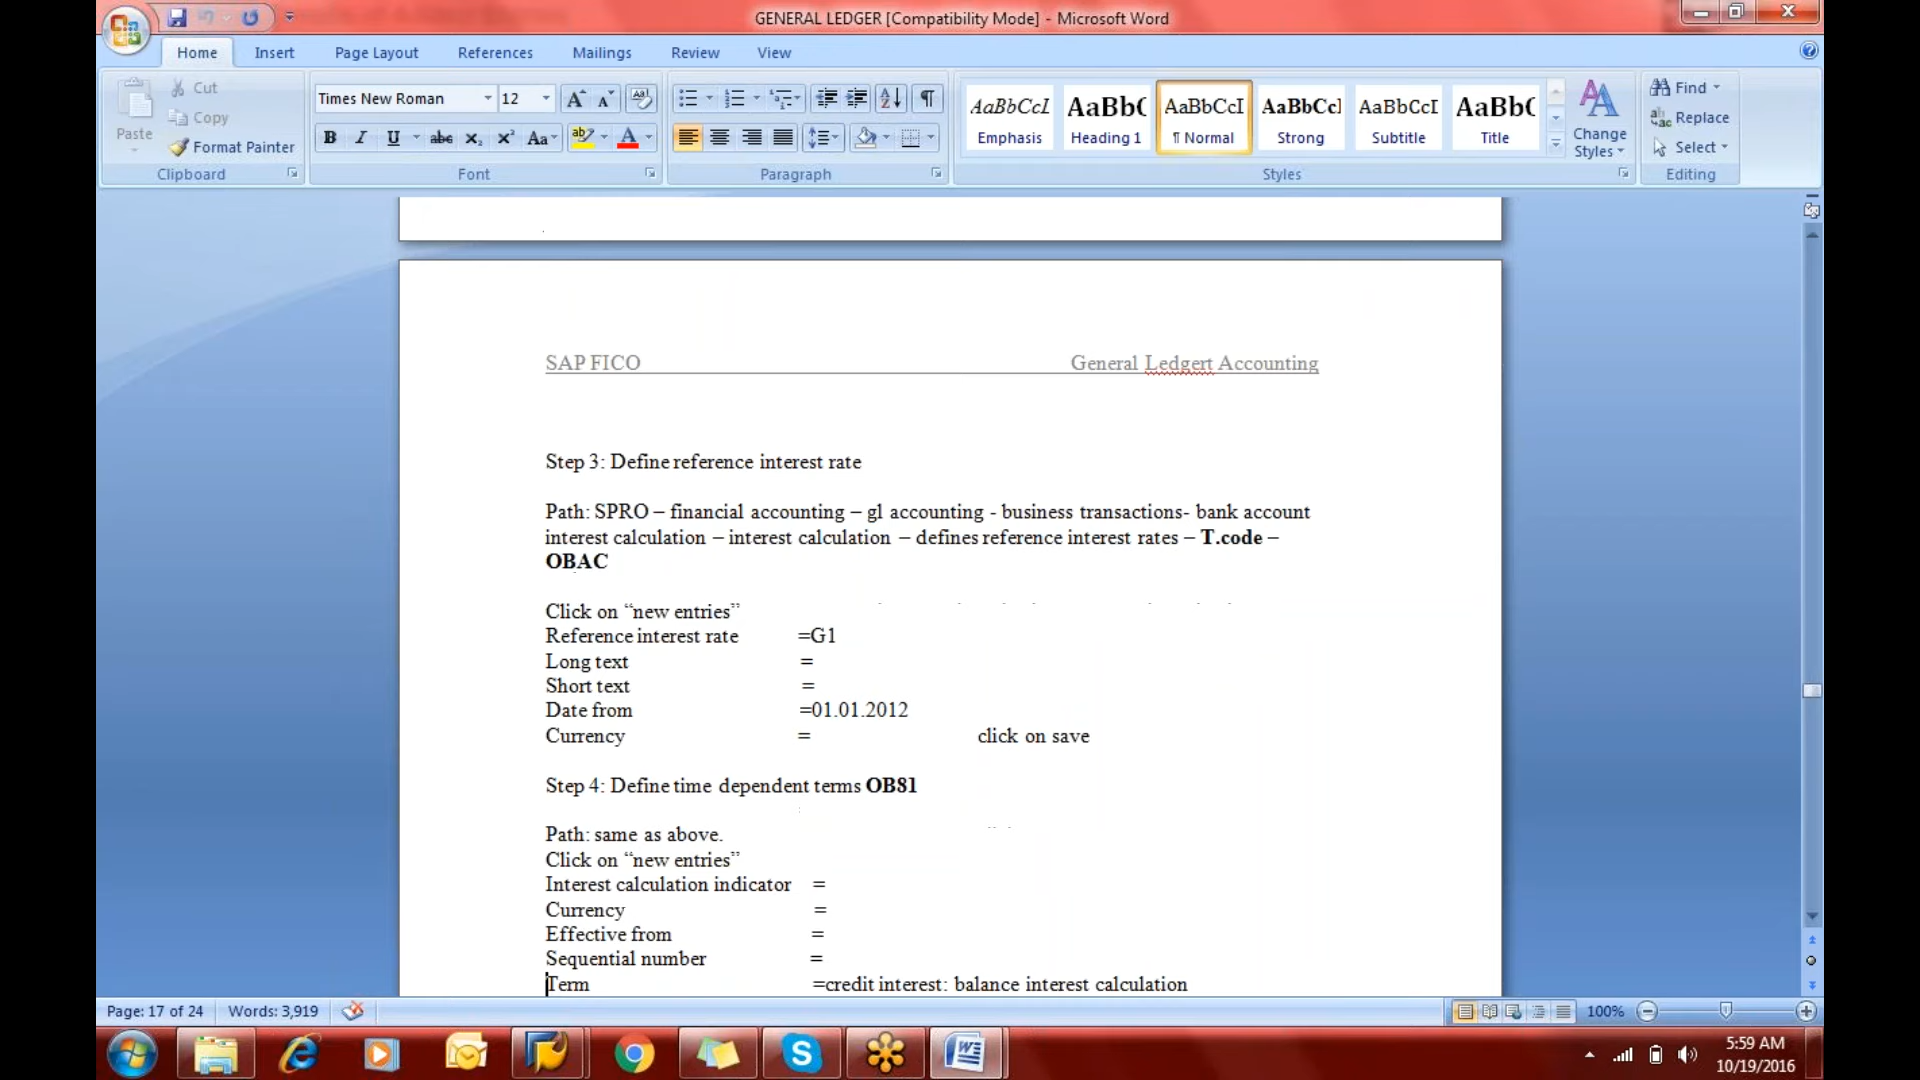 GENERAL LEDGER [Compatibility Mode] - Microsoft Word
Home Insert Page Layout References Mailings Review View
Paste
Cut
Copy
Format Painter
Clipboard
Times New Roman 12
Font
Paragraph
AaBbCcI AaBbC AaBbCcI AaBbCcI AaBbCcI AaBb(
Emphasis Heading 1 ¶ Normal Strong Subtitle Title
Change
Styles
Styles
Find
Replace
Select
Editing
SAP FICO General Ledgert Accounting
Step 3: Define reference interest rate
Path: SPRO – financial accounting – gl accounting - business transactions- bank account
interest calculation – interest calculation – defines reference interest rates – T.code –
OBAC
Click on “new entries”
Reference interest rate =G1
Long text =
Short text =
Date from =01.01.2012
Currency = click on save
Step 4: Define time dependent terms OB81
Path: same as above.
Click on “new entries”
Interest calculation indicator =
Currency =
Effective from =
Sequential number =
Term =credit interest: balance interest calculation
Page: 17 of 24 Words: 3,919 100%
5:59 AM
10/19/2016